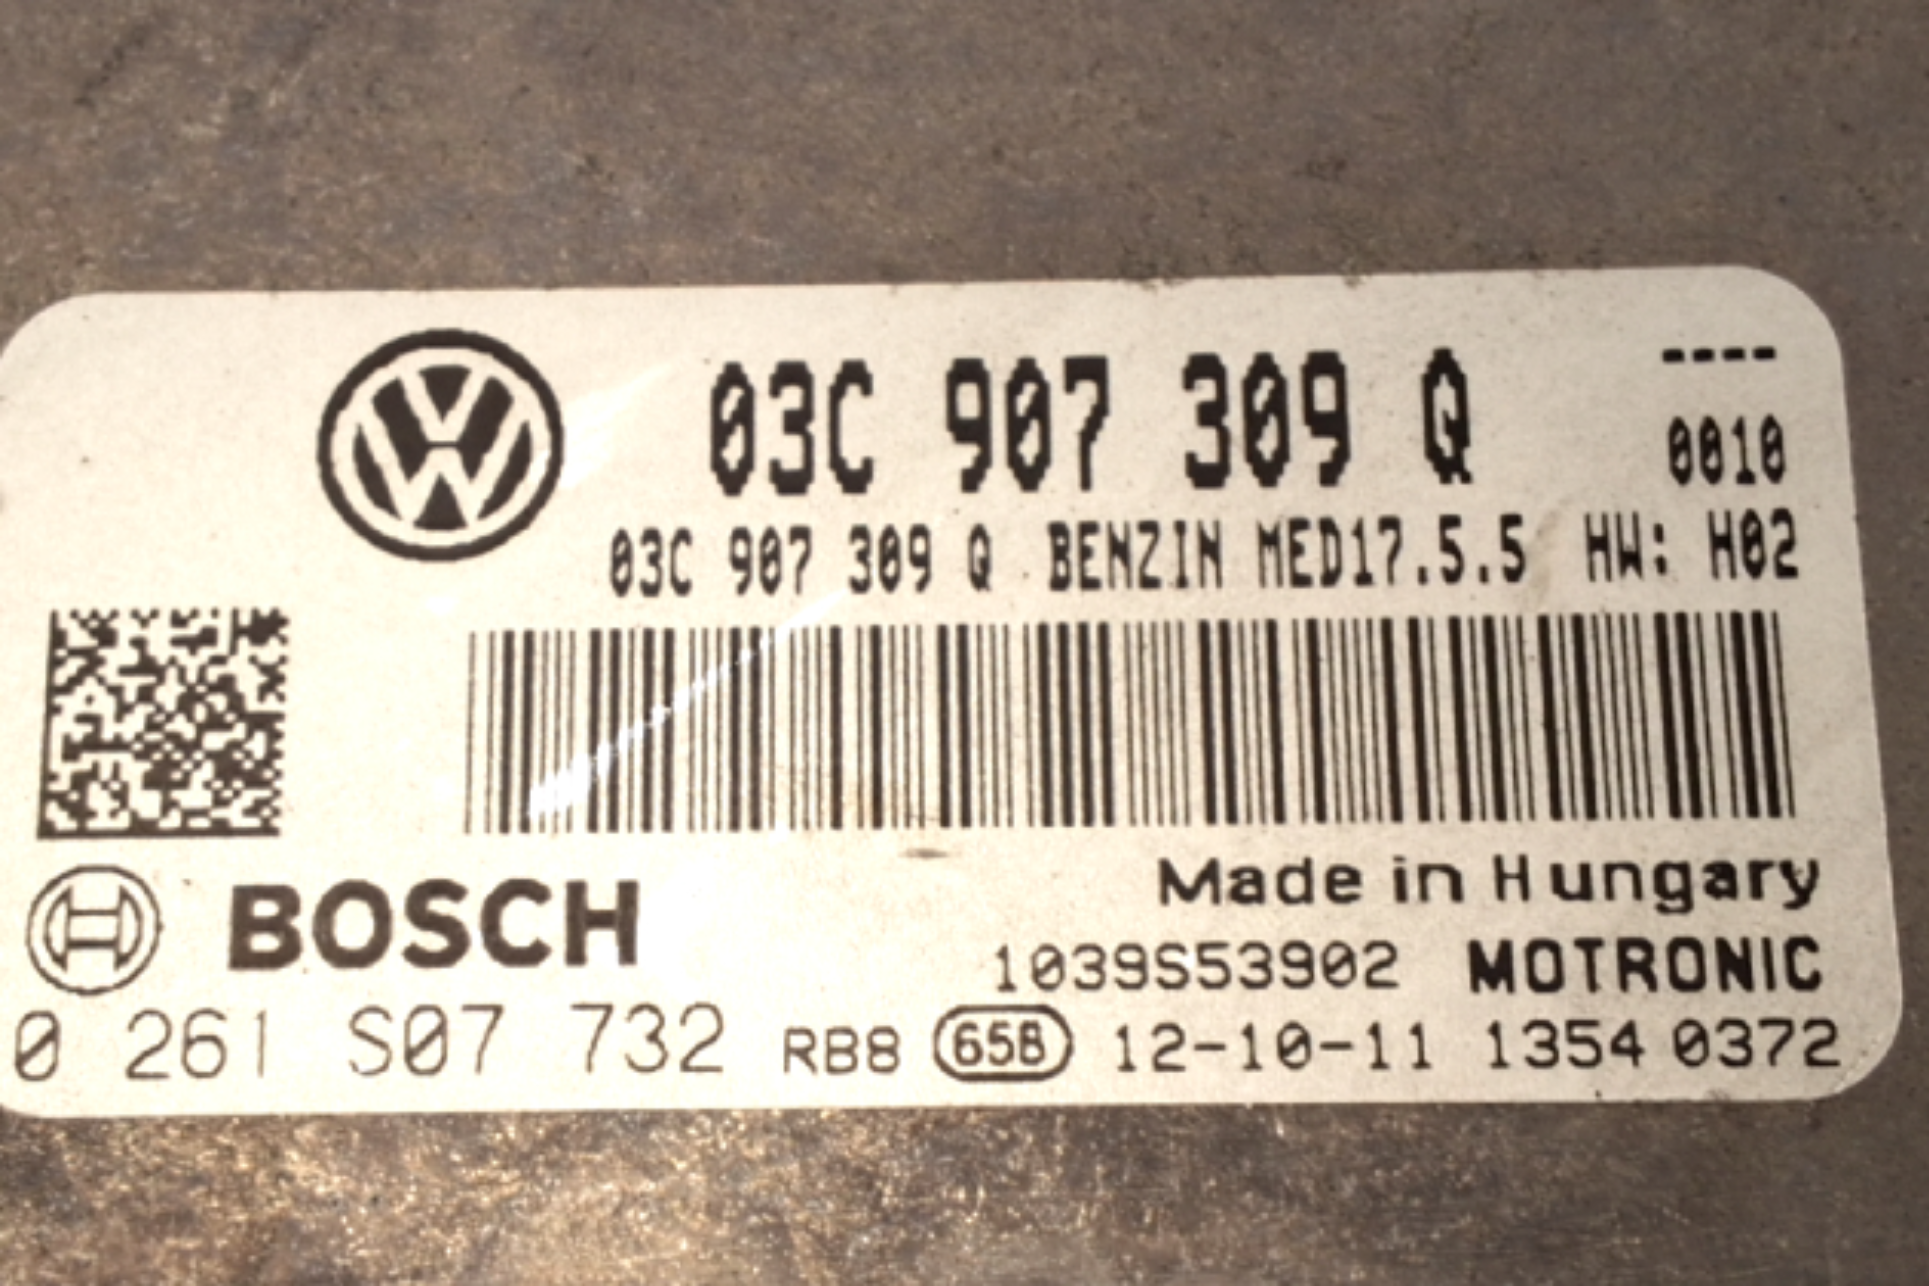 03C 907 309 Q ----
0010
03C 907 309 Q BENZIN MED17.5.5 HW: H02
Made in Hungary
BOSCH
1039S53902 MOTRONIC
0 261 S07 732 RB8 65B 12-10-11 1354 0372